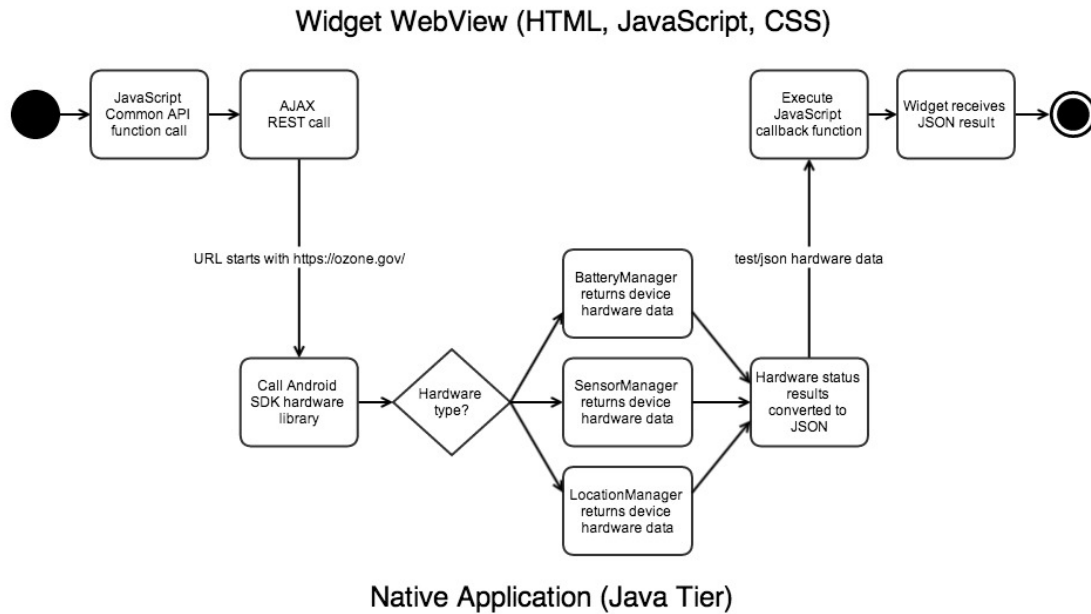 Widget WebView (HTML, JavaScript, CSS)
JavaScript
Common API
function call
AJAX
REST call
Execute
JavaScript
callback function
Widget receives
JSON result
URL starts with https://ozone.gov/
test/json hardware data
BatteryManager
returns device
hardware data
Call Android
SDK hardware
library
Hardware
type?
SensorManager
returns device
hardware data
Hardware status
results
converted to
JSON
LocationManager
returns device
hardware data
Native Application (Java Tier)